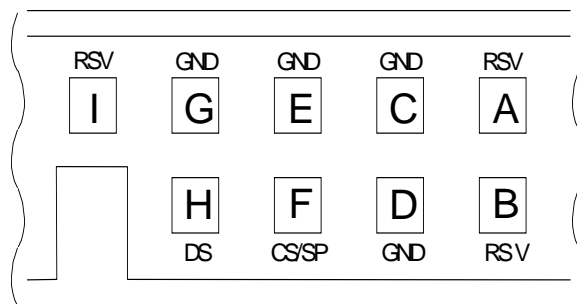 RSV GND GND GND RSV
I G E C A
H F D B
DS CS/SP GND RSV